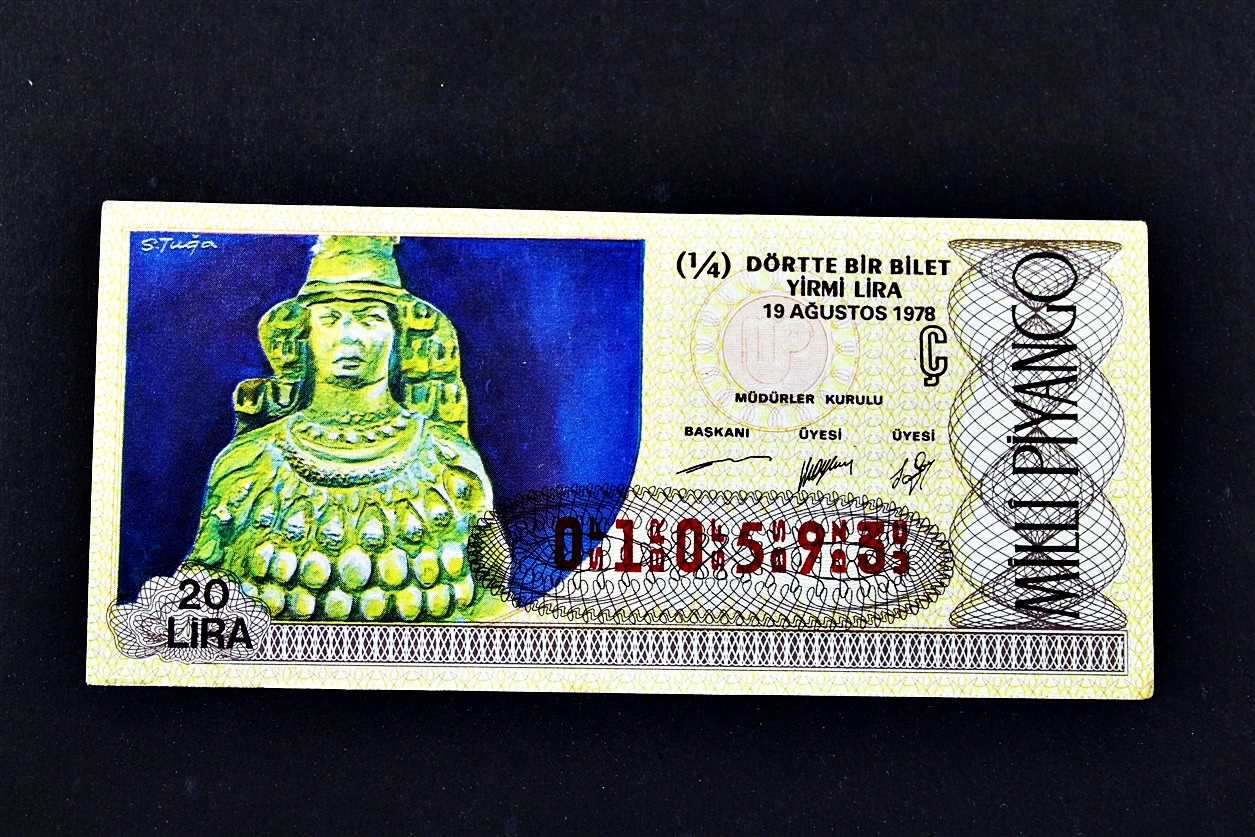 S.Tuğa
(1/4) DÖRTTE BİR BİLET
YİRMİ LİRA
19 AĞUSTOS 1978
Ç
MP
MÜDÜRLER KURULU
BAŞKANI ÜYESİ ÜYESİ
0 1 0 5 9 3
20
LİRA
MİLLİ PİYANGO